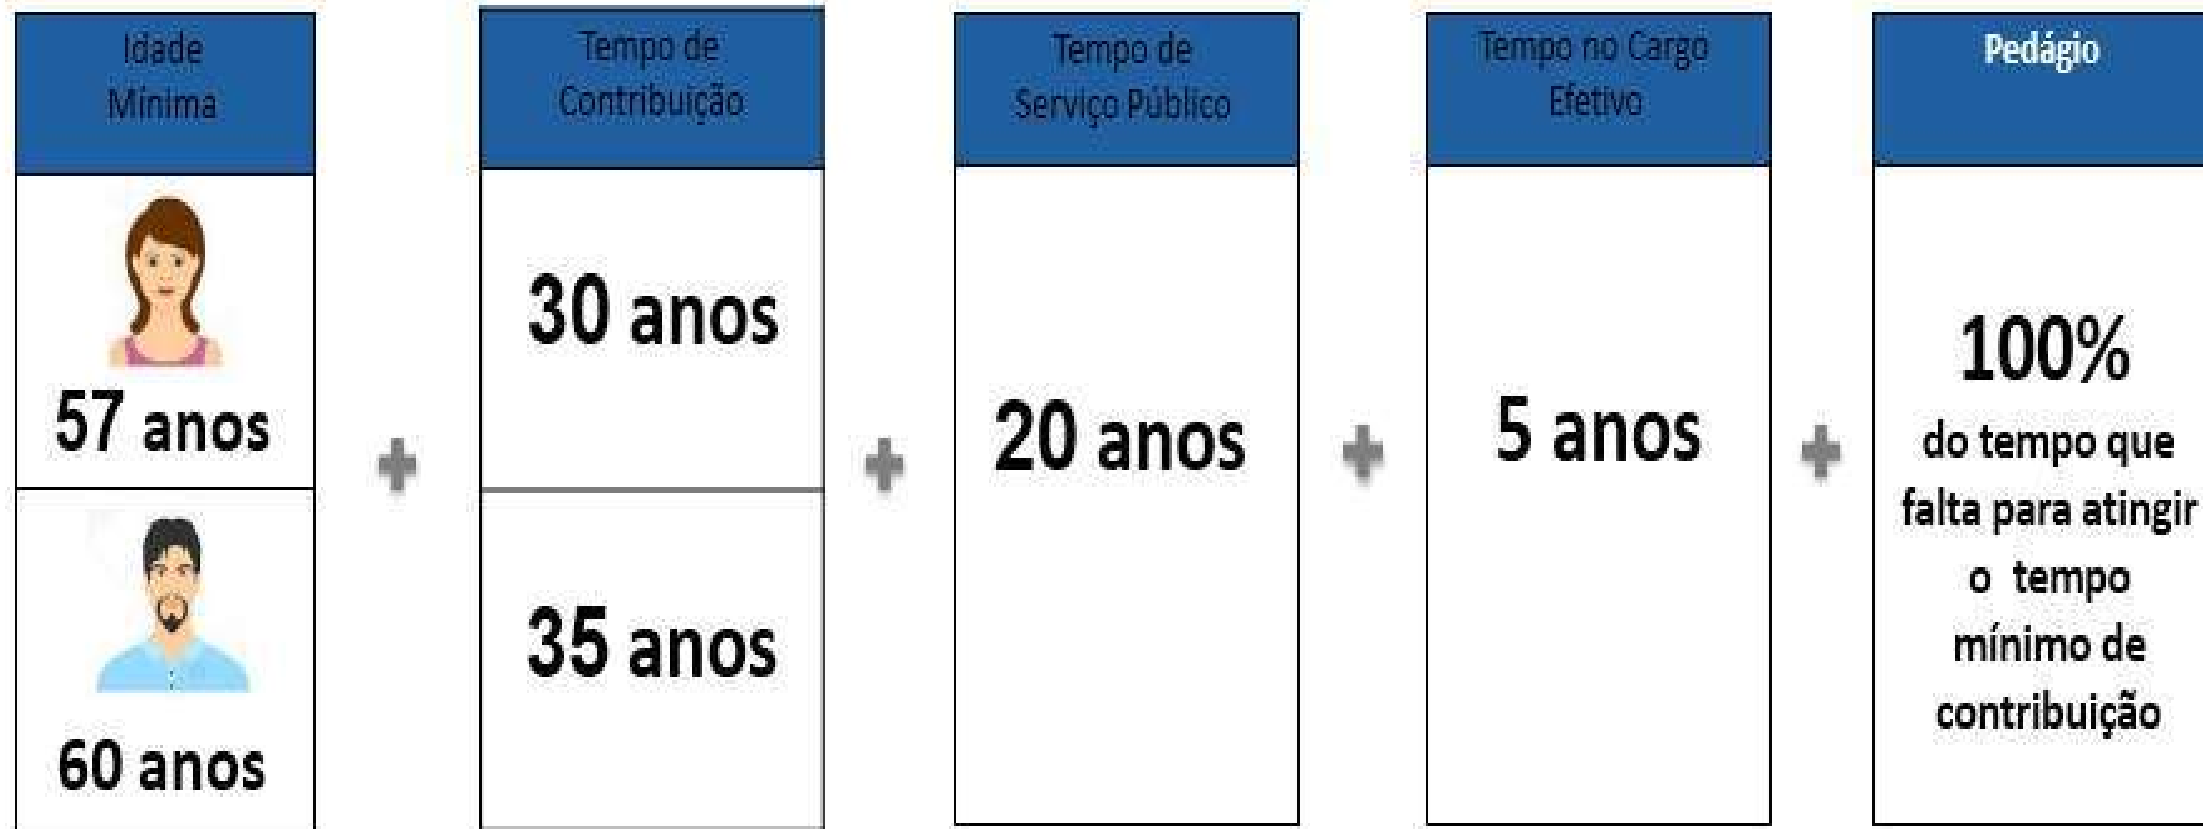 Idade
Mínima
57 anos
60 anos
Tempo de
Contribuição
30 anos
35 anos
Tempo de
Serviço Público
20 anos
Tempo no Cargo
Efetivo
5 anos
Pedágio
100%
do tempo que
falta para atingir
o tempo
mínimo de
contribuição